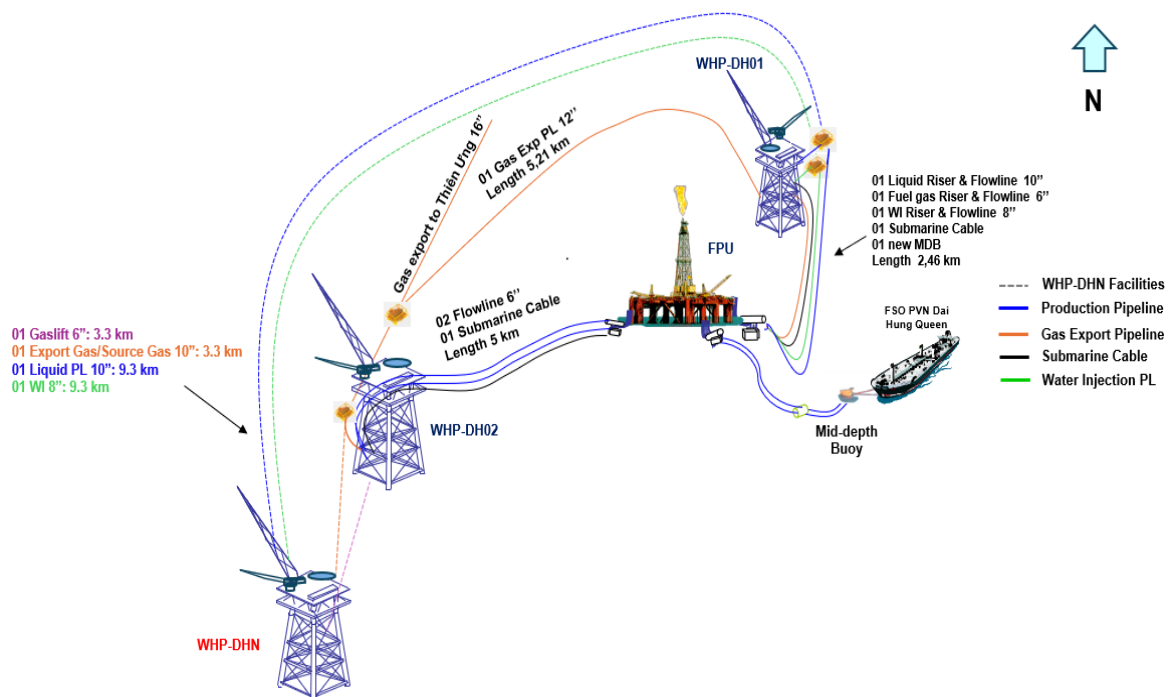 WHP-DH01
N
Gas export to Thiên Ưng 16’’
01 Gas Exp PL 12’’
Length 5,21 km
01 Liquid Riser & Flowline 10’’
01 Fuel gas Riser & Flowline 6’’
01 WI Riser & Flowline 8’’
01 Submarine Cable
01 new MDB
Length 2,46 km
FPU
02 Flowline 6’’
01 Submarine Cable
Length 5 km
WHP-DHN Facilities
Production Pipeline
Gas Export Pipeline
Submarine Cable
Water Injection PL
FSO PVN Dai
Hung Queen
01 Gaslift 6’’: 3.3 km
01 Export Gas/Source Gas 10’’: 3.3 km
01 Liquid PL 10’’: 9.3 km
01 WI 8’’: 9.3 km
WHP-DH02
Mid-depth
Buoy
WHP-DHN